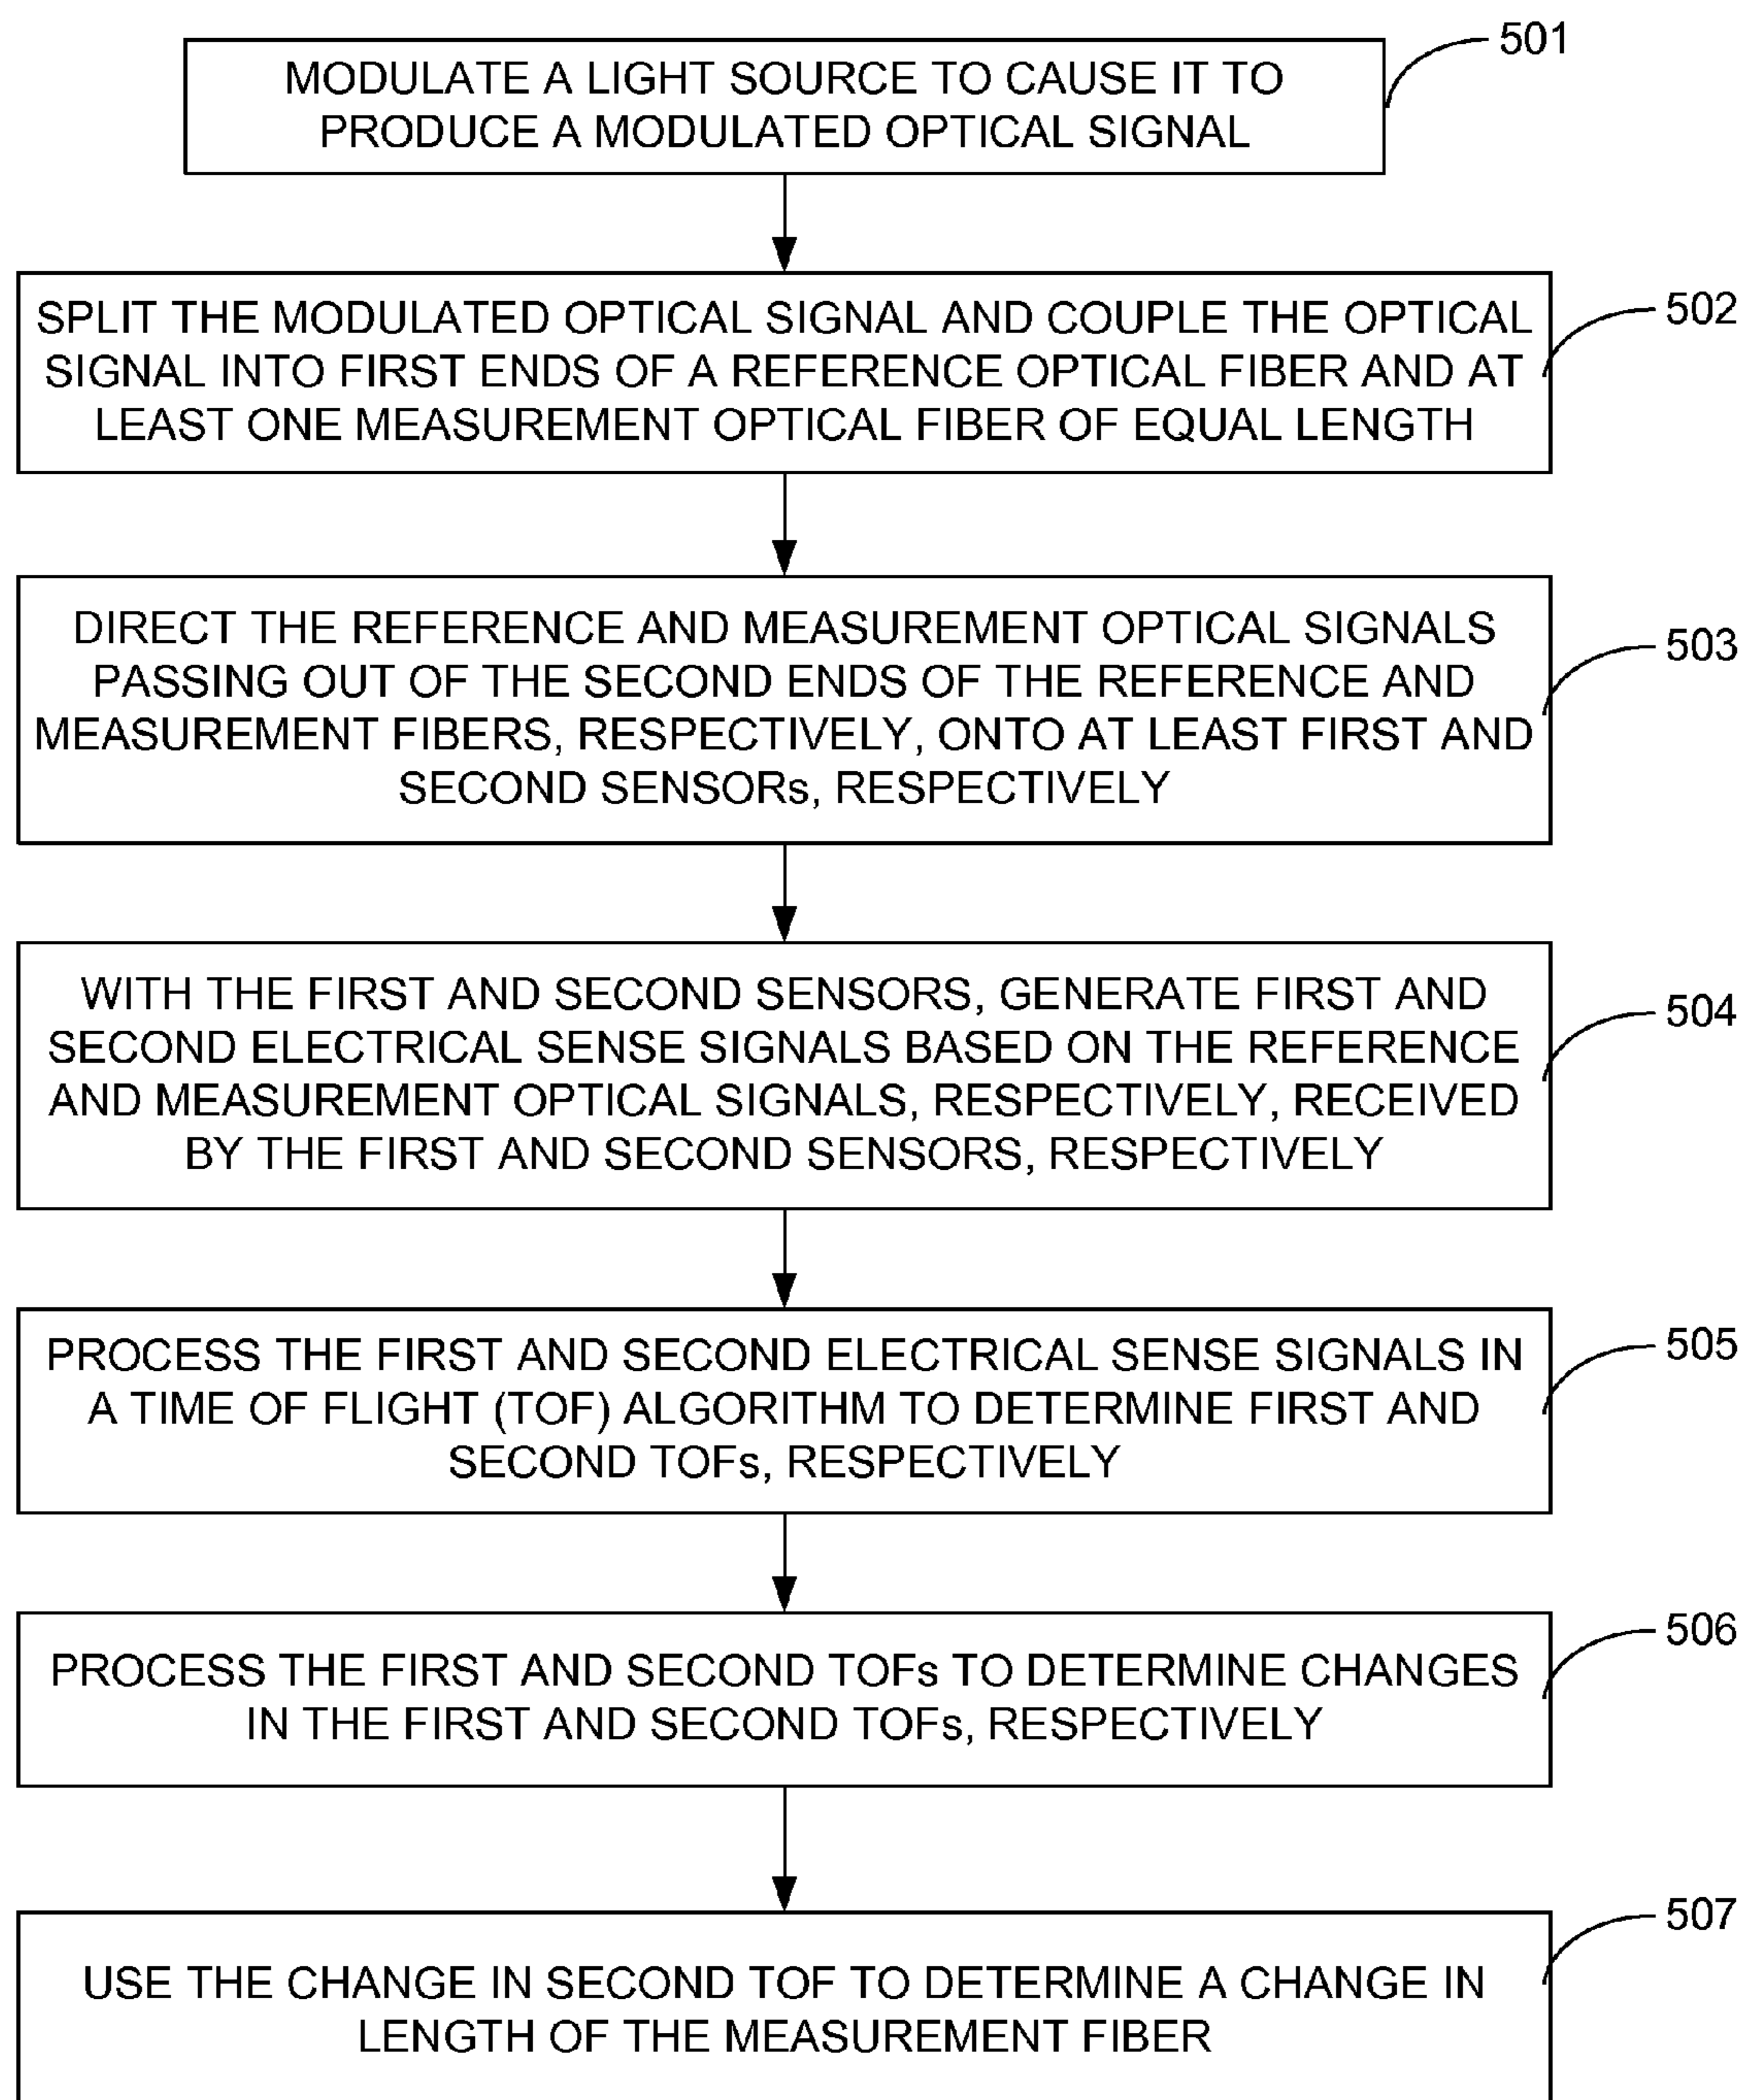 501
MODULATE A LIGHT SOURCE TO CAUSE IT TO
PRODUCE A MODULATED OPTICAL SIGNAL
502
SPLIT THE MODULATED OPTICAL SIGNAL AND COUPLE THE OPTICAL
SIGNAL INTO FIRST ENDS OF A REFERENCE OPTICAL FIBER AND AT
LEAST ONE MEASUREMENT OPTICAL FIBER OF EQUAL LENGTH
503
DIRECT THE REFERENCE AND MEASUREMENT OPTICAL SIGNALS
PASSING OUT OF THE SECOND ENDS OF THE REFERENCE AND
MEASUREMENT FIBERS, RESPECTIVELY, ONTO AT LEAST FIRST AND
SECOND SENSORs, RESPECTIVELY
504
WITH THE FIRST AND SECOND SENSORS, GENERATE FIRST AND
SECOND ELECTRICAL SENSE SIGNALS BASED ON THE REFERENCE
AND MEASUREMENT OPTICAL SIGNALS, RESPECTIVELY, RECEIVED
BY THE FIRST AND SECOND SENSORS, RESPECTIVELY
505
PROCESS THE FIRST AND SECOND ELECTRICAL SENSE SIGNALS IN
A TIME OF FLIGHT (TOF) ALGORITHM TO DETERMINE FIRST AND
SECOND TOFs, RESPECTIVELY
506
PROCESS THE FIRST AND SECOND TOFs TO DETERMINE CHANGES
IN THE FIRST AND SECOND TOFs, RESPECTIVELY
507
USE THE CHANGE IN SECOND TOF TO DETERMINE A CHANGE IN
LENGTH OF THE MEASUREMENT FIBER